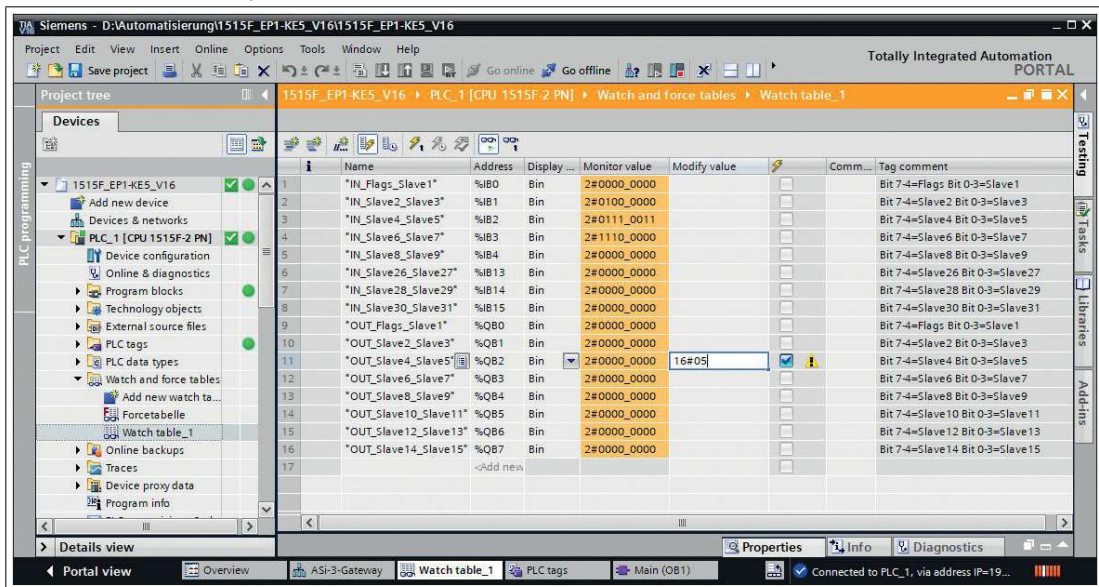 Siemens - D:\Automatisierung\1515F_EP1-KE5_V16\1515F_EP1-KE5_V16
Project Edit View Insert Online Options Tools Window Help
Totally Integrated Automation
PORTAL
Save project Go online Go offline
Project tree
1515F_EP1-KE5_V16 PLC_1 [CPU 1515F-2 PN] Watch and force tables Watch table_1
Devices
PLC programming
1515F_EP1-KE5_V16
Add new device
Devices & networks
PLC_1 [CPU 1515F-2 PN]
Device configuration
Online & diagnostics
Program blocks
Technology objects
External source files
PLC tags
PLC data types
Watch and force tables
Add new watch ta...
Forcetabelle
Watch table_1
Online backups
Traces
Device proxy data
Program info
Details view
i Name Address Display ... Monitor value Modify value Comm... Tag comment
1 "IN_Flags_Slave1" %IB0 Bin 2#0000_0000 Bit 7-4=Flags Bit 0-3=Slave1
2 "IN_Slave2_Slave3" %IB1 Bin 2#0100_0000 Bit 7-4=Slave2 Bit 0-3=Slave3
3 "IN_Slave4_Slave5" %IB2 Bin 2#0111_0011 Bit 7-4=Slave4 Bit 0-3=Slave5
4 "IN_Slave6_Slave7" %IB3 Bin 2#1110_0000 Bit 7-4=Slave6 Bit 0-3=Slave7
5 "IN_Slave8_Slave9" %IB4 Bin 2#0000_0000 Bit 7-4=Slave8 Bit 0-3=Slave9
6 "IN_Slave26_Slave27" %IB13 Bin 2#0000_0000 Bit 7-4=Slave26 Bit 0-3=Slave27
7 "IN_Slave28_Slave29" %IB14 Bin 2#0000_0000 Bit 7-4=Slave28 Bit 0-3=Slave29
8 "IN_Slave30_Slave31" %IB15 Bin 2#0000_0000 Bit 7-4=Slave30 Bit 0-3=Slave31
9 "OUT_Flags_Slave1" %QB0 Bin 2#0000_0000 Bit 7-4=Flags Bit 0-3=Slave1
10 "OUT_Slave2_Slave3" %QB1 Bin 2#0000_0000 Bit 7-4=Slave2 Bit 0-3=Slave3
11 "OUT_Slave4_Slave5" %QB2 Bin 2#0000_0000 16#05 Bit 7-4=Slave4 Bit 0-3=Slave5
12 "OUT_Slave6_Slave7" %QB3 Bin 2#0000_0000 Bit 7-4=Slave6 Bit 0-3=Slave7
13 "OUT_Slave8_Slave9" %QB4 Bin 2#0000_0000 Bit 7-4=Slave8 Bit 0-3=Slave9
14 "OUT_Slave10_Slave11" %QB5 Bin 2#0000_0000 Bit 7-4=Slave10 Bit 0-3=Slave11
15 "OUT_Slave12_Slave13" %QB6 Bin 2#0000_0000 Bit 7-4=Slave12 Bit 0-3=Slave13
16 "OUT_Slave14_Slave15" %QB7 Bin 2#0000_0000 Bit 7-4=Slave14 Bit 0-3=Slave15
17 <Add new
Testing
Tasks
Libraries
Add-ins
Properties Info Diagnostics
Portal view Overview ASi-3-Gateway Watch table_1 PLC tags Main (OB1) Connected to PLC_1, via address IP=19...